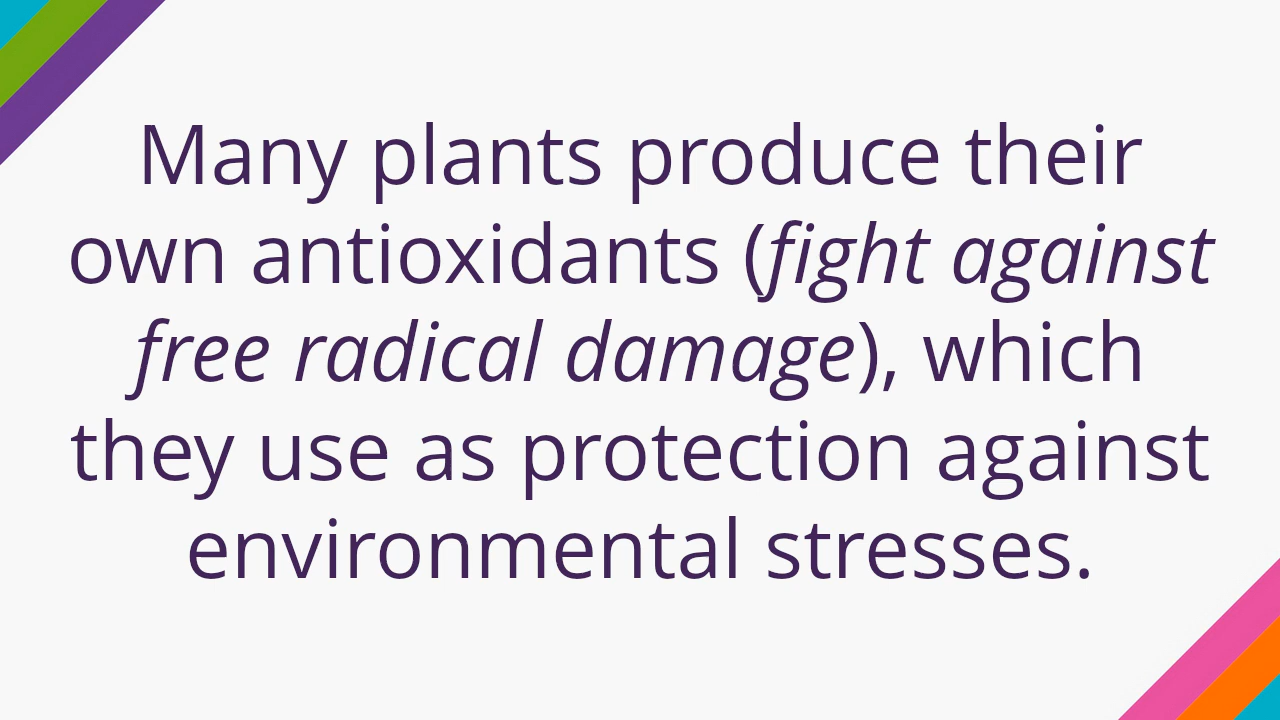 Many plants produce their
own antioxidants (fight against
free radical damage), which
they use as protection against
environmental stresses.